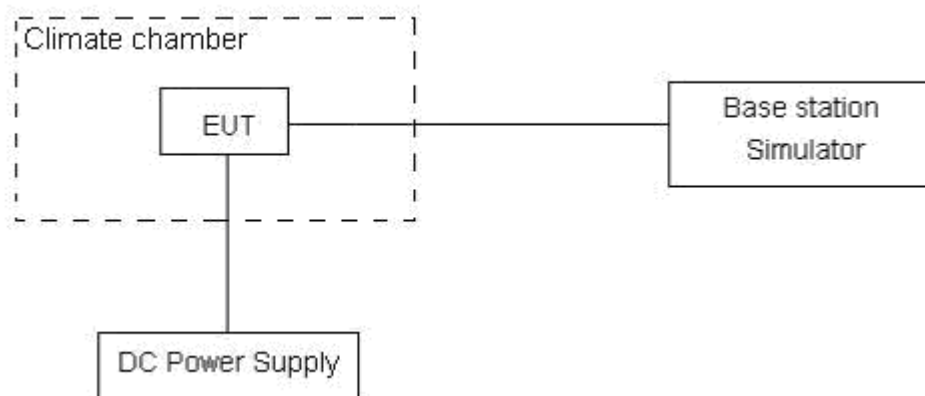 Climate chamber
EUT
Base station
Simulator
DC Power Supply